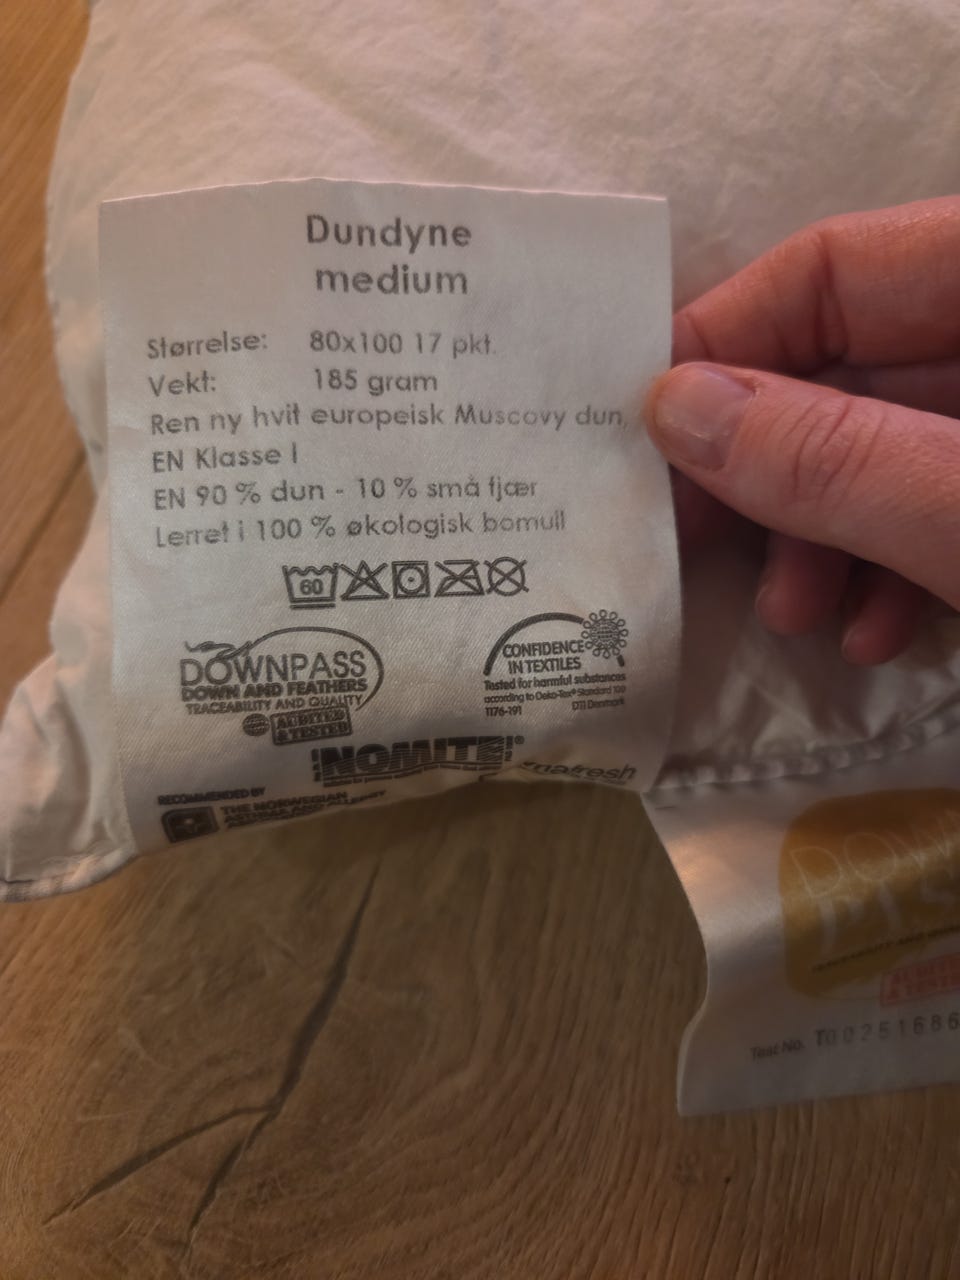 Dundyne
medium
Størrelse: 80x100 17 pkt.
Vekt: 185 gram
Ren ny hvit europeisk Muscovy dun,
EN Klasse I
EN 90 % dun - 10 % små fjær
Lerret i 100 % økologisk bomull
60
DOWNPASS
DOWN AND FEATHERS
TRACEABILITY AND QUALITY
AUDITED
& TESTED
CONFIDENCE
IN TEXTILES
Tested for harmful substances
according to Oeko-Tex® Standard 100
1176-191 DTI Denmark
NOMITE®
RECOMMENDED BY
THE NORWEGIAN
ASTHMA AND ALLERGY
Test No. T00251686